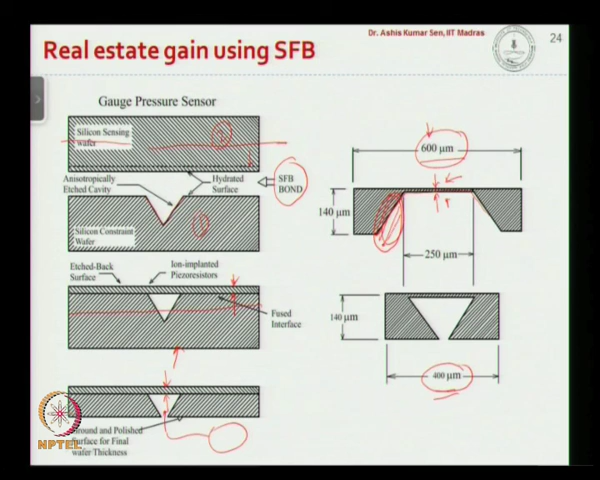 Dr. Ashis Kumar Sen, IIT Madras
24
Real estate gain using SFB
Gauge Pressure Sensor
Silicon Sensing
wafer
2
Anisotropically
Etched Cavity
Hydrated
Surface
SFB
BOND
Silicon Constraint
Wafer
1
Etched-Back
Surface
Ion-implanted
Piezoresistors
Fused
Interface
Ground and Polished
Surface for Final
wafer Thickness
600 µm
140 µm
250 µm
140 µm
400 µm
NPTEL